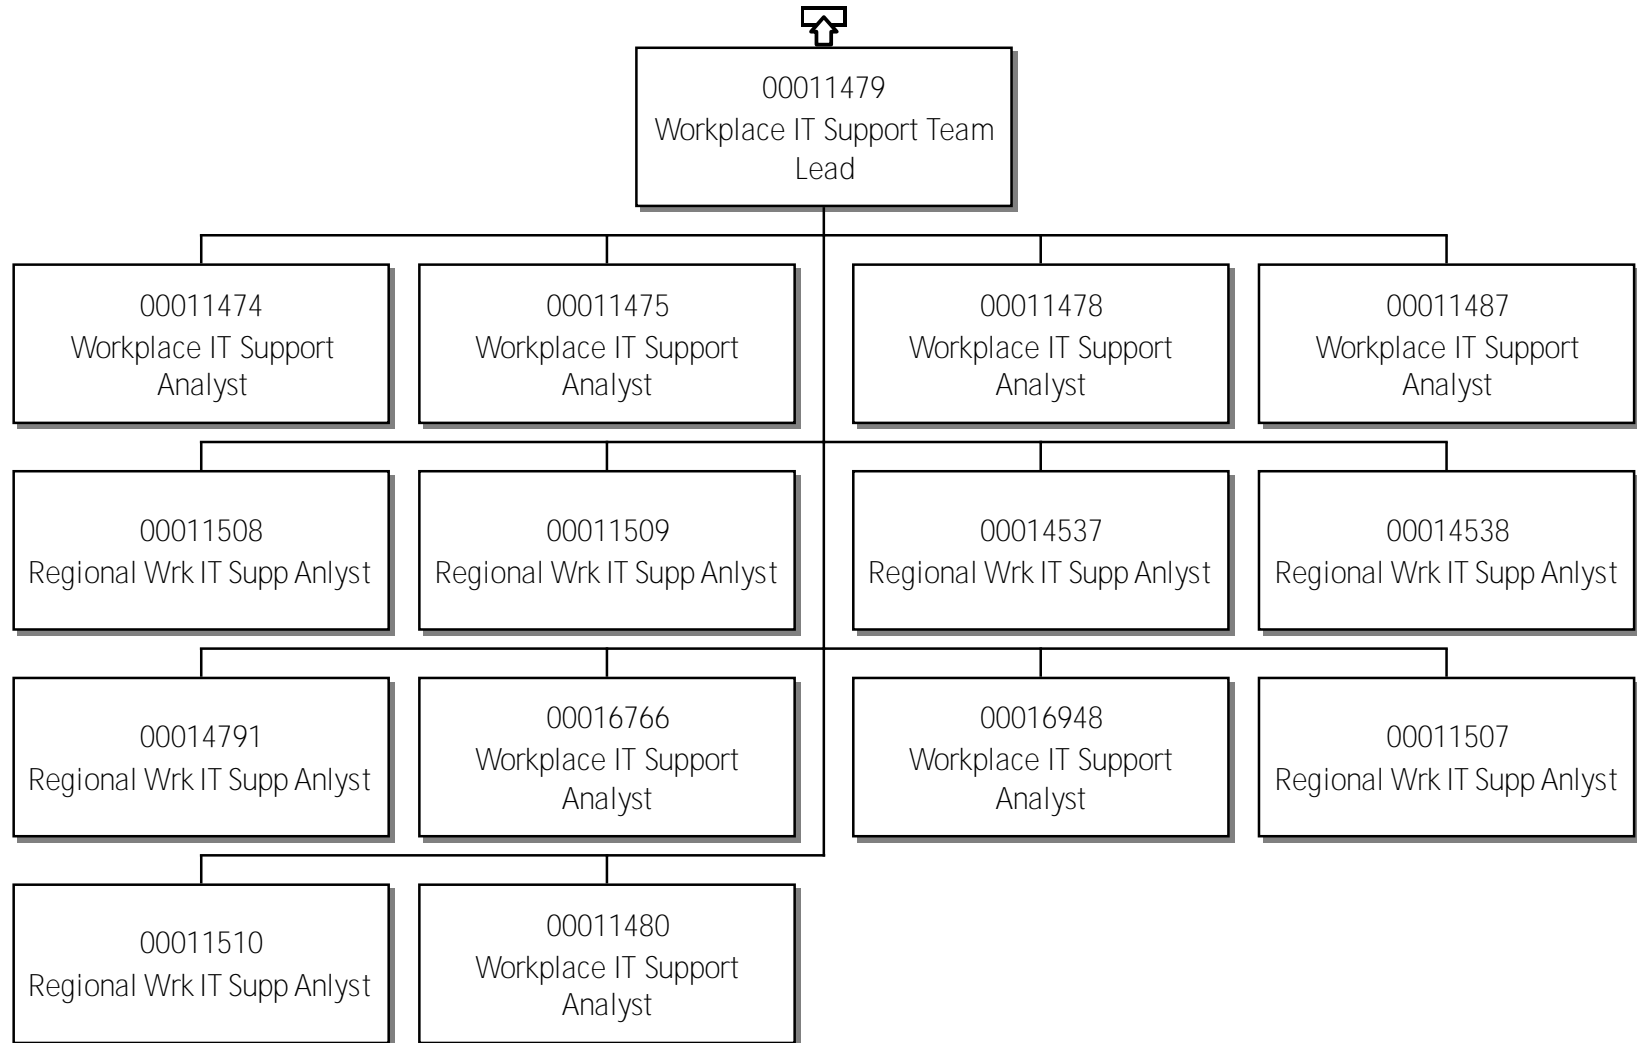 00011479
Workplace IT Support Team
Lead
00011474
Workplace IT Support
Analyst
00011475
Workplace IT Support
Analyst
00011478
Workplace IT Support
Analyst
00011487
Workplace IT Support
Analyst
00011508
Regional Wrk IT Supp Anlyst
00011509
Regional Wrk IT Supp Anlyst
00014537
Regional Wrk IT Supp Anlyst
00014538
Regional Wrk IT Supp Anlyst
00014791
Regional Wrk IT Supp Anlyst
00016766
Workplace IT Support
Analyst
00016948
Workplace IT Support
Analyst
00011507
Regional Wrk IT Supp Anlyst
00011510
Regional Wrk IT Supp Anlyst
00011480
Workplace IT Support
Analyst